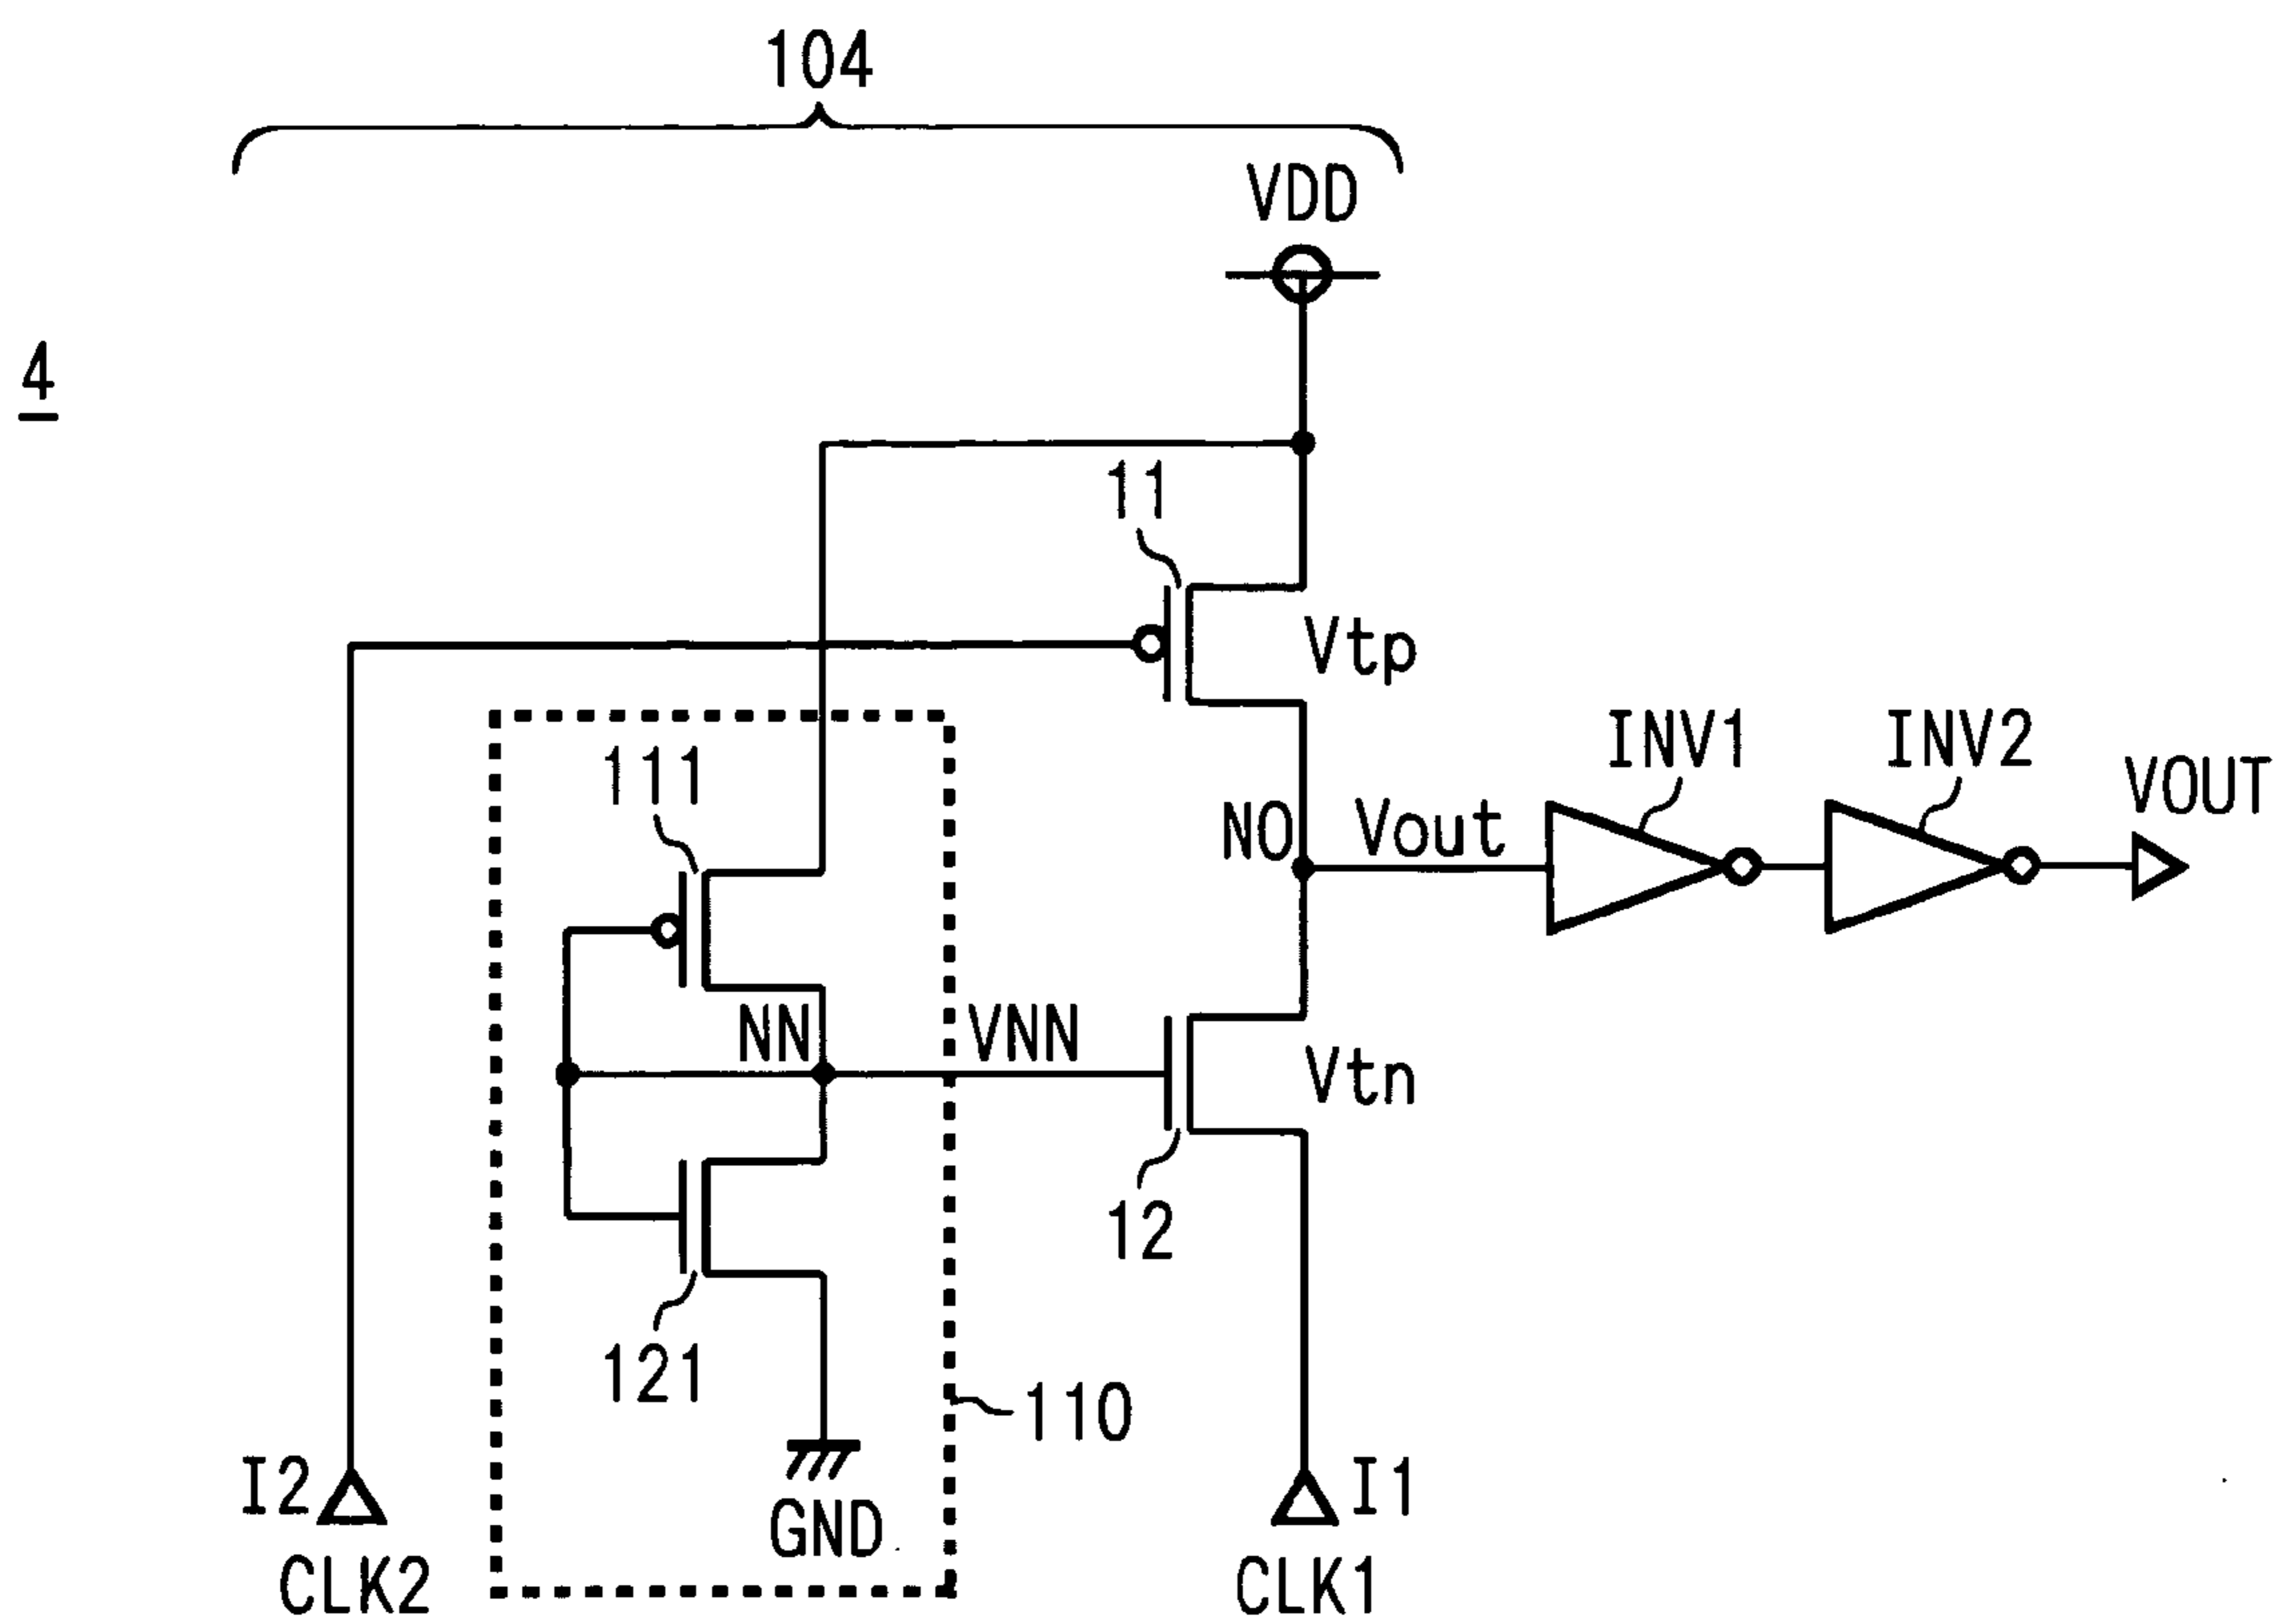 104
VDD
4
11
Vtp
111
INV1
INV2
VOUT
NO
Vout
NN
VNN
Vtn
12
121
110
I2
I1
GND
CLK2
CLK1